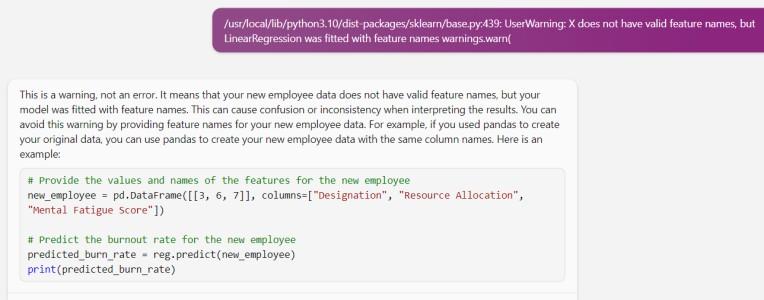 /usr/local/lib/python3.10/dist-packages/sklearn/base.py:439: UserWarning: X does not have valid feature names, but
LinearRegression was fitted with feature names warnings.warn(
This is a warning, not an error. It means that your new employee data does not have valid feature names, but your
model was fitted with feature names. This can cause confusion or inconsistency when interpreting the results. You can
avoid this warning by providing feature names for your new employee data. For example, if you used pandas to create
your original data, you can use pandas to create your new employee data with the same column names. Here is an
example:
# Provide the values and names of the features for the new employee
new_employee = pd.DataFrame([[3, 6, 7]], columns=["Designation", "Resource Allocation",
"Mental Fatigue Score"])
# Predict the burnout rate for the new employee
predicted_burn_rate = reg.predict(new_employee)
print(predicted_burn_rate)